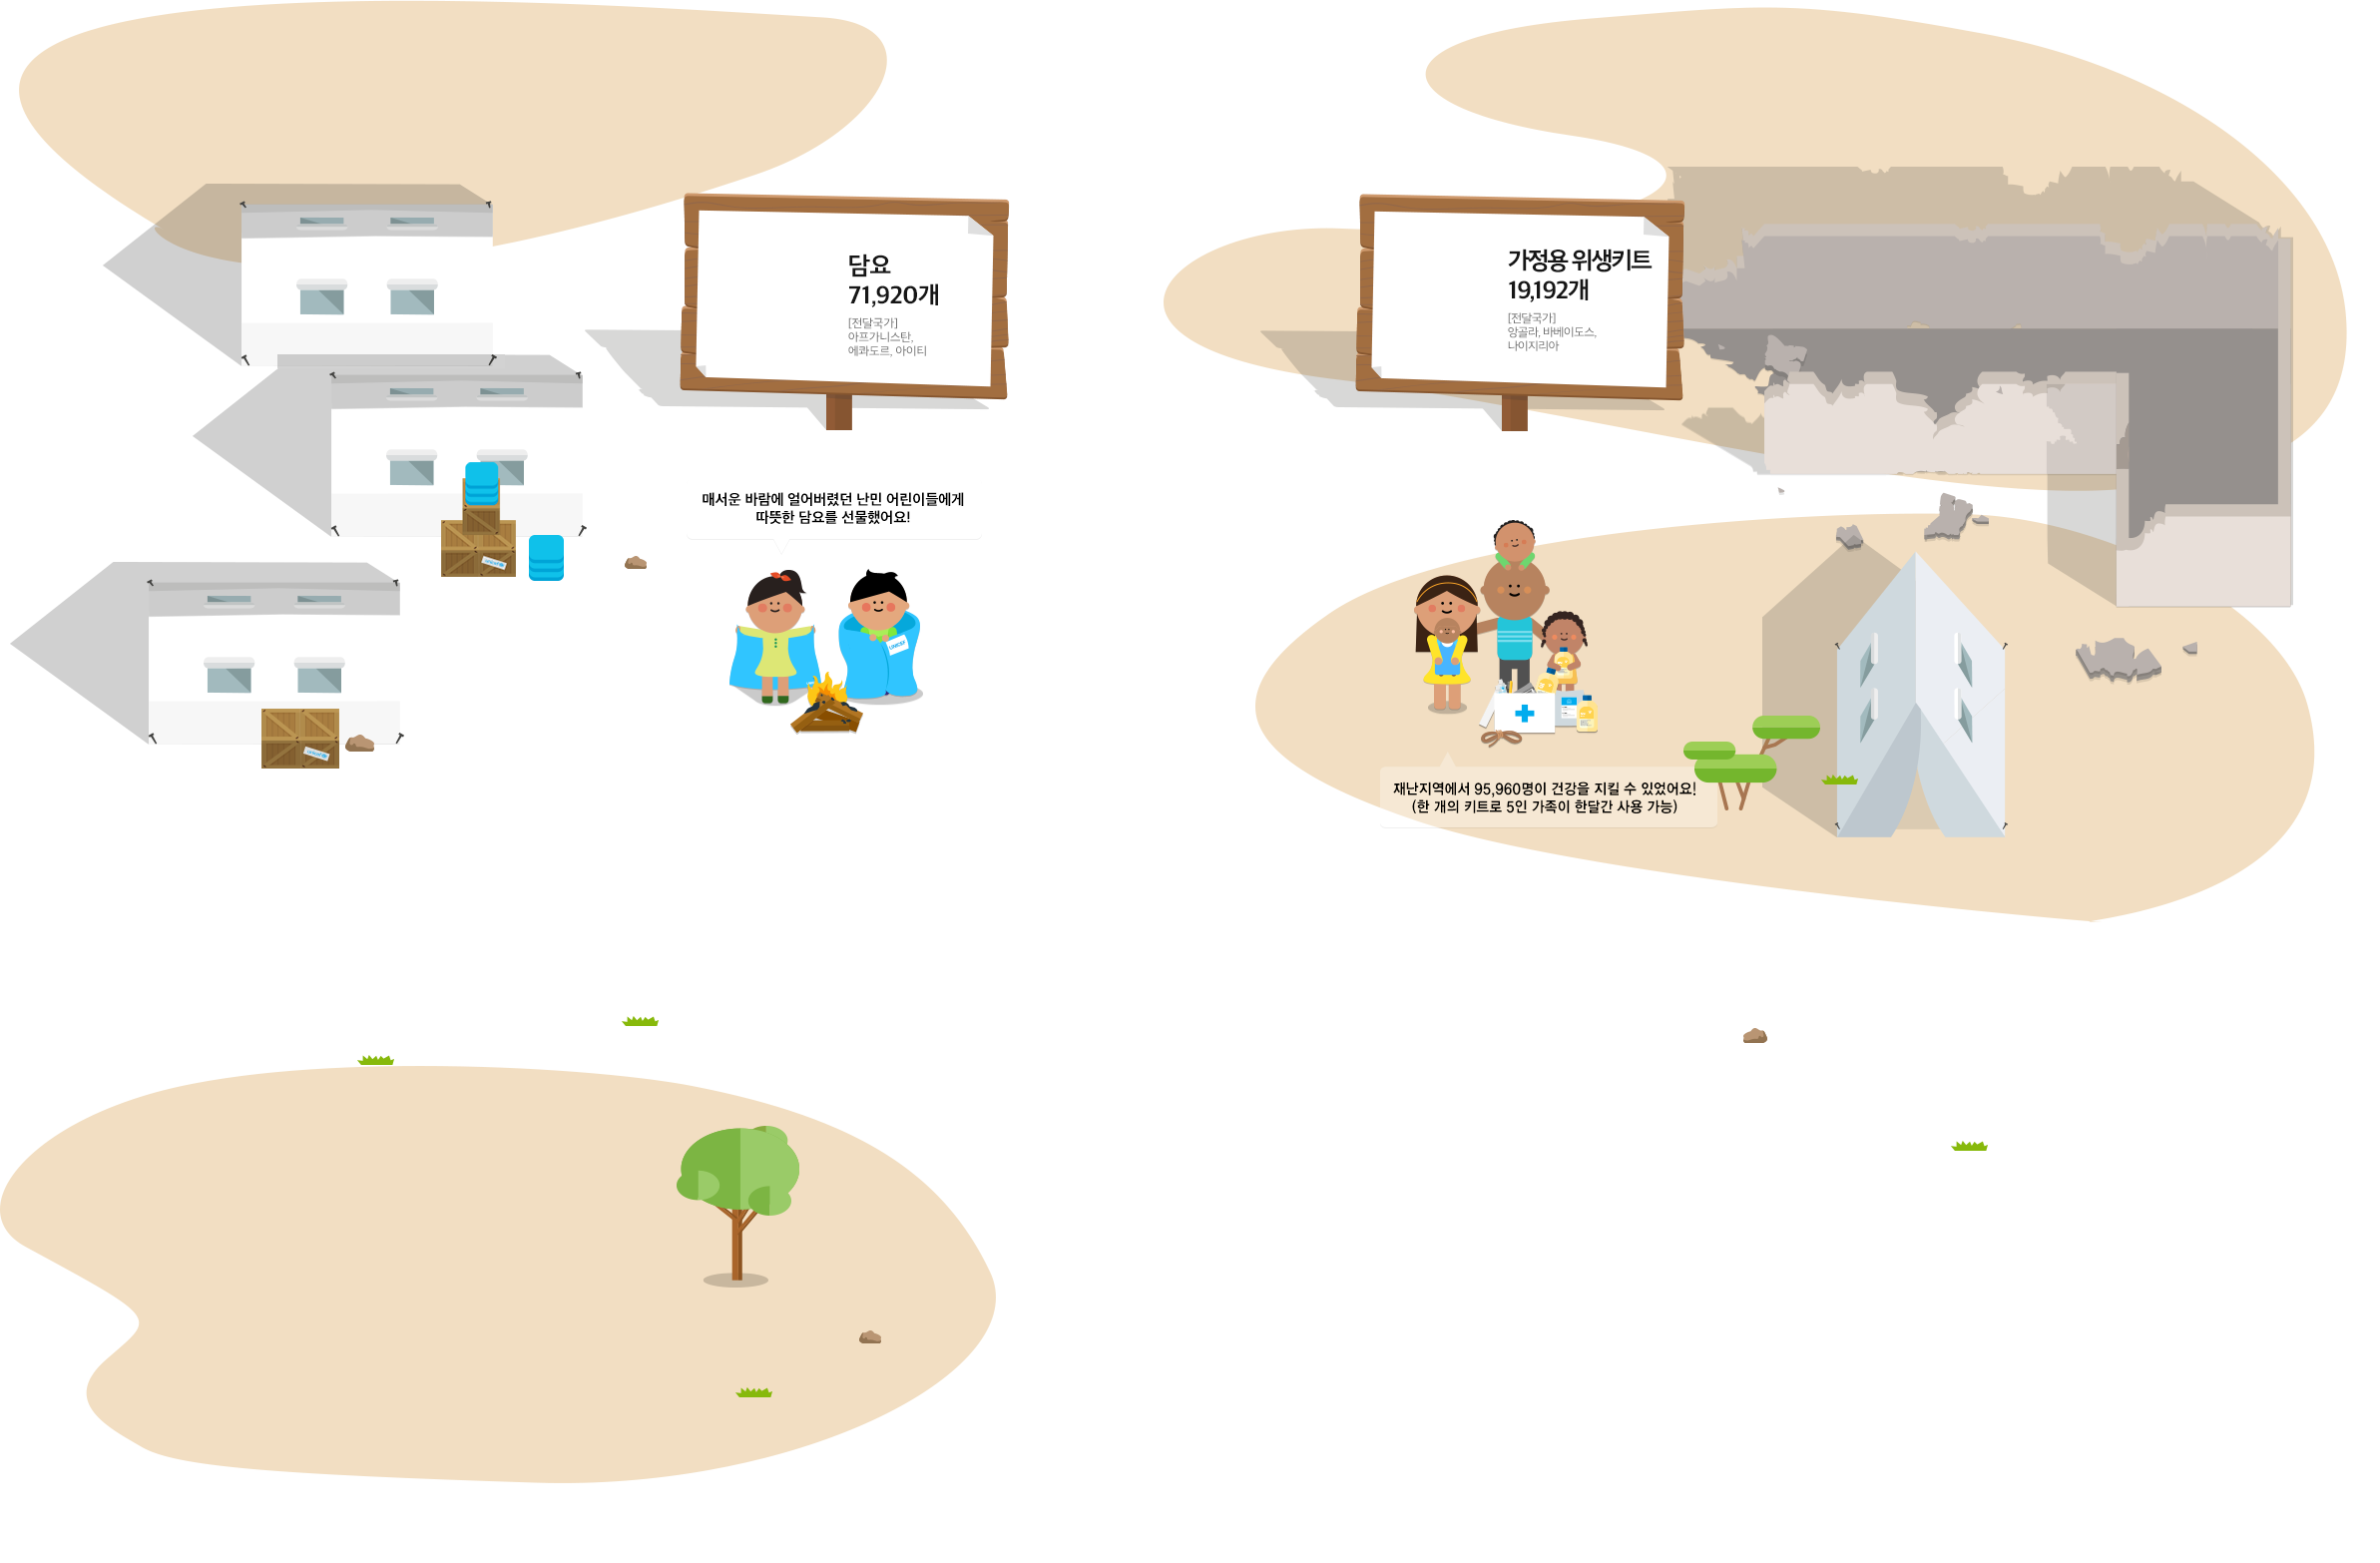 담요
71,920개
[전달국가]
아프가니스탄,
에콰도르, 아이티
매서운 바람에 얼어버렸던 난민 어린이들에게
따뜻한 담요를 선물했어요!
unicef
unicef
unicef
가정용 위생키트
19,192개
[전달국가]
앙골라, 바베이도스,
나이지리아
재난지역에서 95,960명이 건강을 지킬 수 있었어요!
(한 개의 키트로 5인 가족이 한달간 사용 가능)